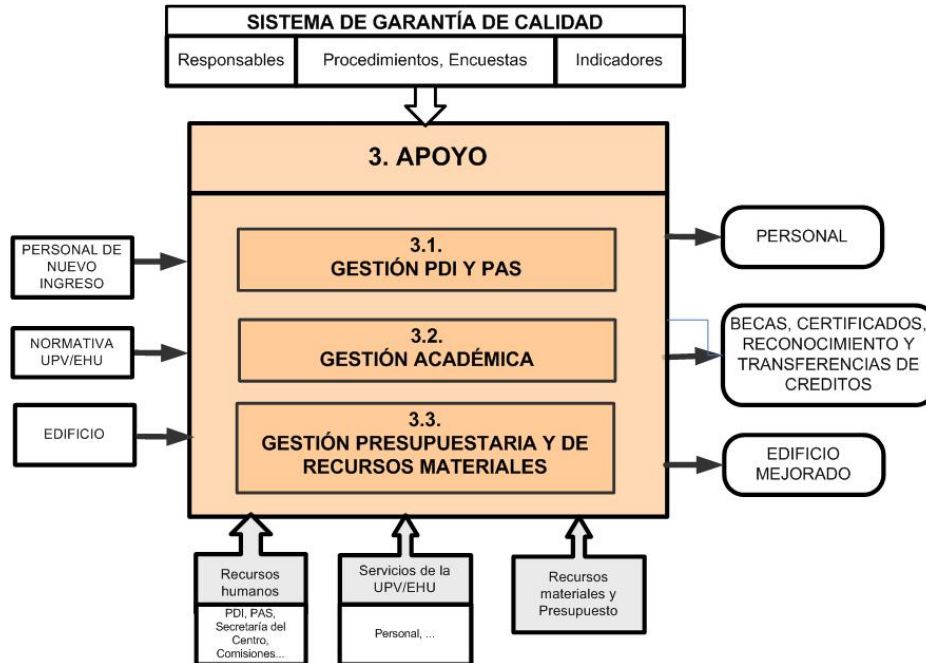 SISTEMA DE GARANTÍA DE CALIDAD
Responsables
Procedimientos, Encuestas
Indicadores
3. APOYO
PERSONAL DE
NUEVO
INGRESO
NORMATIVA
UPV/EHU
EDIFICIO
3.1.
GESTIÓN PDI Y PAS
3.2.
GESTIÓN ACADÉMICA
3.3.
GESTIÓN PRESUPUESTARIA Y DE
RECURSOS MATERIALES
PERSONAL
BECAS, CERTIFICADOS,
RECONOCIMIENTO Y
TRANSFERENCIAS DE
CREDITOS
EDIFICIO
MEJORADO
Recursos
humanos
PDI, PAS,
Secretaría del
Centro,
Comisiones...
Servicios de la
UPV/EHU
Personal, ...
Recursos
materiales y
Presupuesto